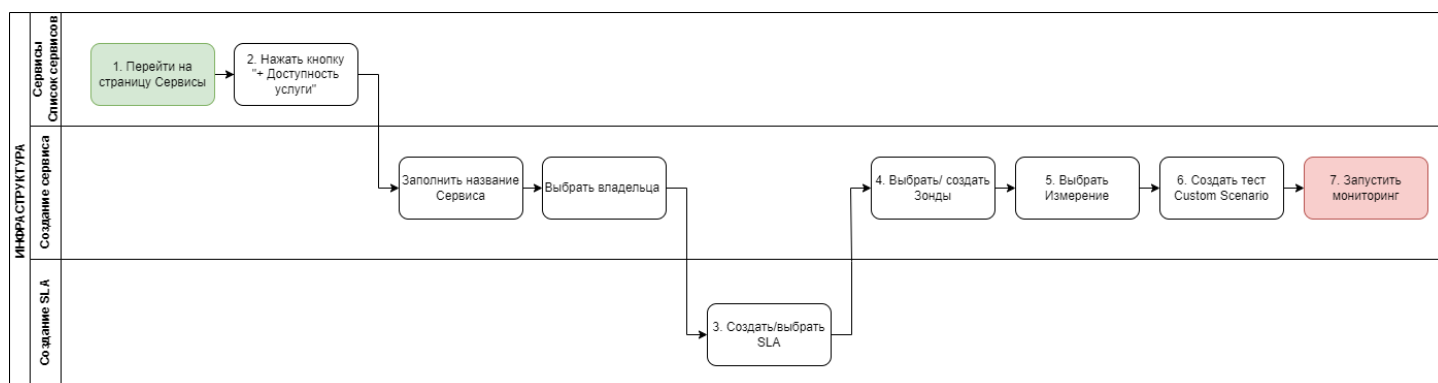 ИНФРАСТРУКТУРА
Сервисы
Список сервисов
1. Перейти на
страницу Сервисы
2. Нажать кнопку
"+ Доступность
услуги"
Создание сервиса
Заполнить название
Сервиса
Выбрать владельца
4. Выбрать/ создать
Зонды
5. Выбрать
Измерение
6. Создать тест
Custom Scenario
7. Запустить
мониторинг
Создание SLA
3. Создать/выбрать
SLA